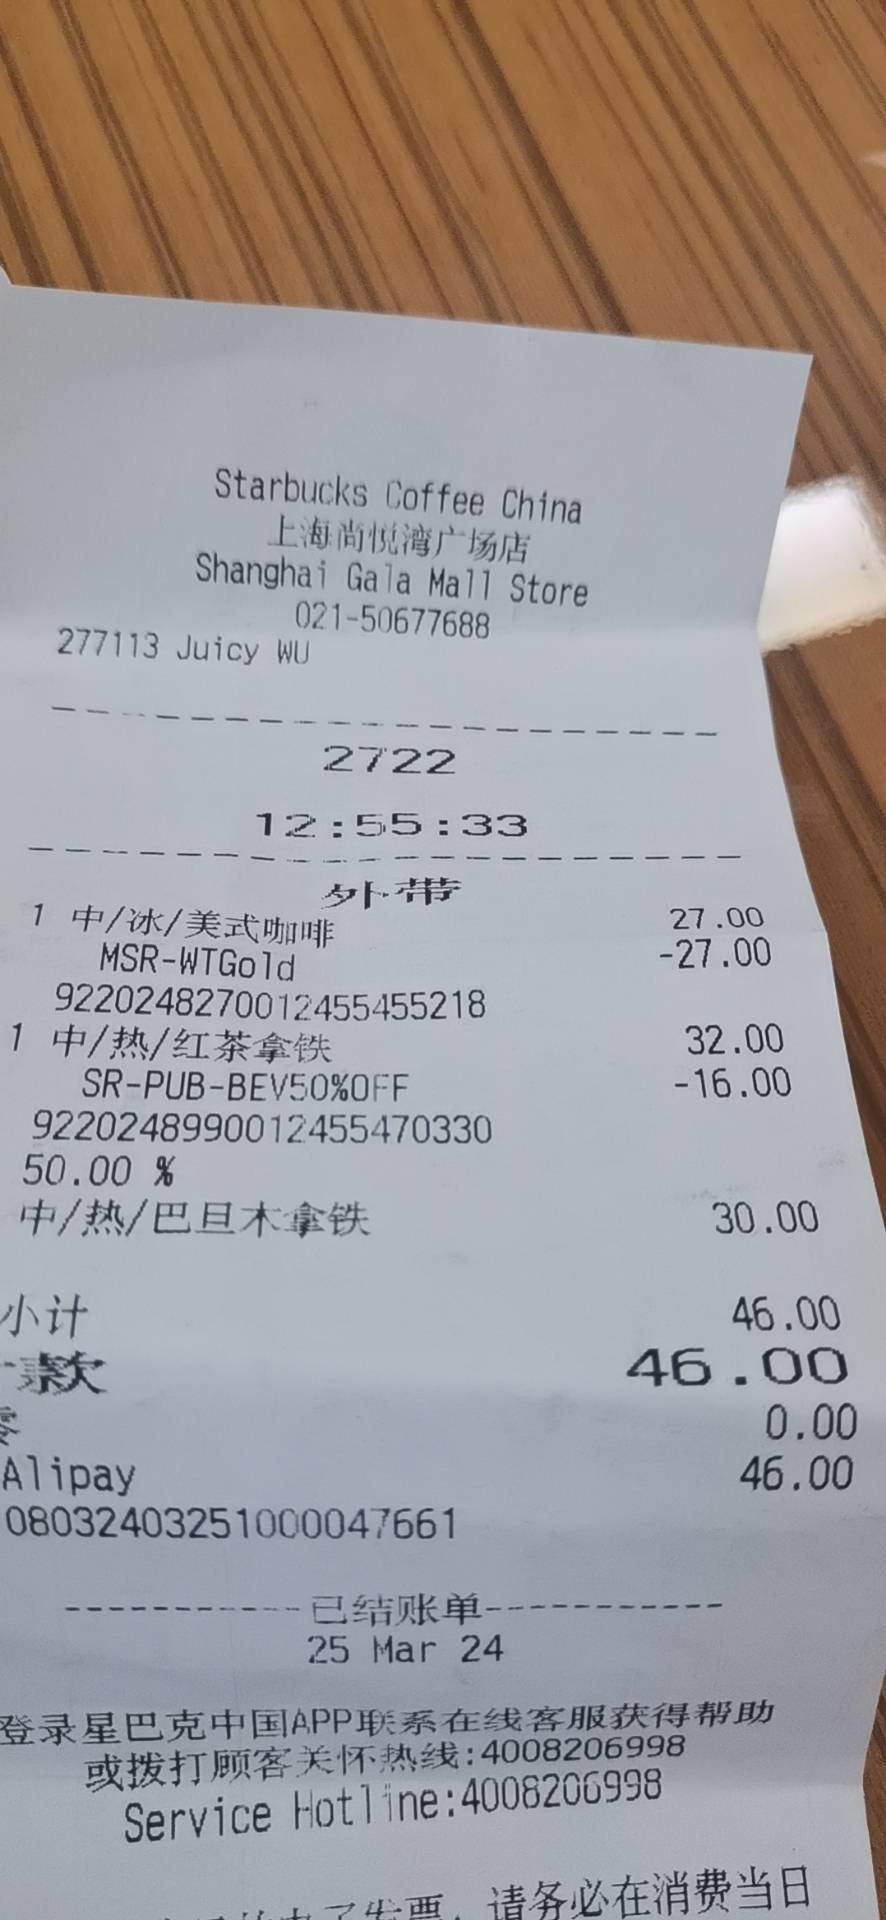 Starbucks Coffee China
上海尚悦湾广场店
Shanghai Gala Mall Store
021-50677688
277113 Juicy WU
2722
12:55:33
外带
1 中/冰/美式咖啡 27.00
MSR-WTGold -27.00
9220248270012455455218
1 中/热/红茶拿铁 32.00
SR-PUB-BEV50%OFF -16.00
9220248990012455470330
50.00 %
中/热/巴旦木拿铁 30.00
小计 46.00
款 46.00
零 0.00
Alipay 46.00
08032403251000047661
-----------已结账单-----------
25 Mar 24
登录星巴克中国APP联系在线客服获得帮助
或拨打顾客关怀热线:4008206998
Service Hotline:4008206998
电子发票，请务必在消费当日